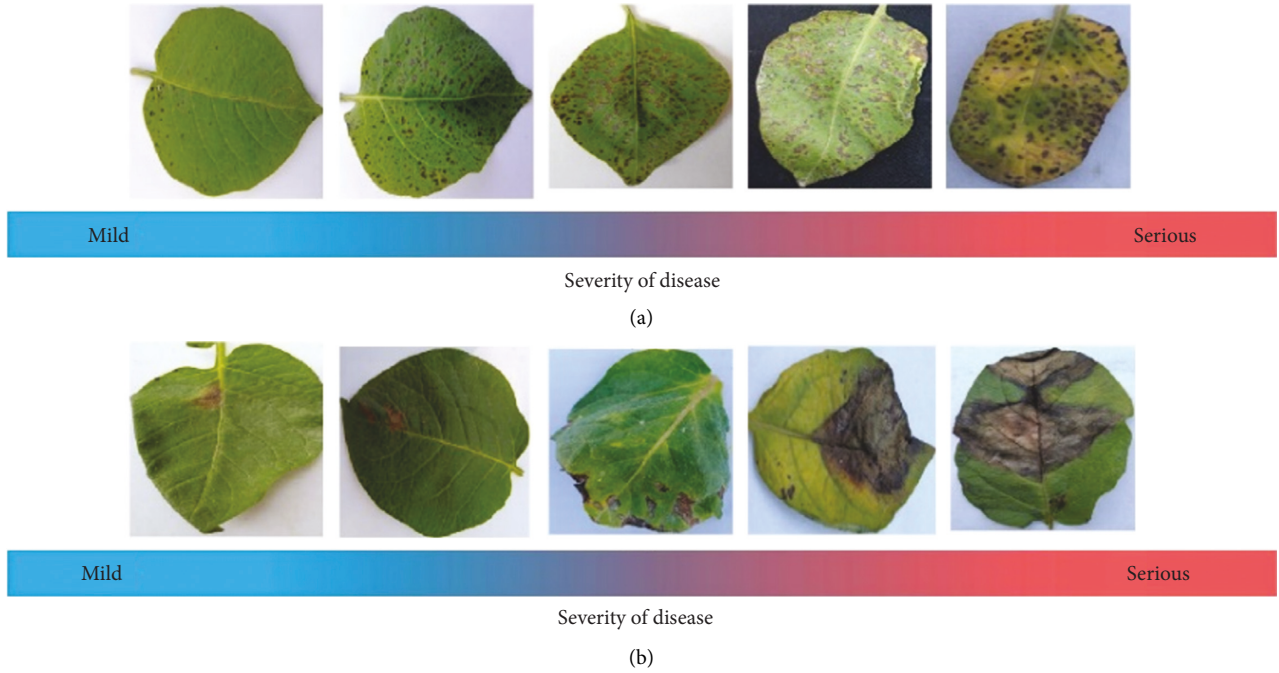 Mild
Serious
Severity of disease
(a)
Mild
Serious
Severity of disease
(b)